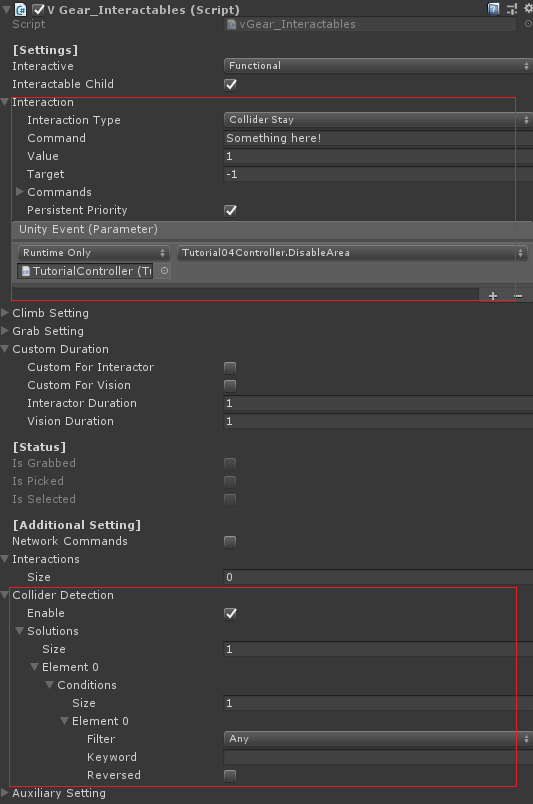 V Gear_Interactables (Script)
Script vGear_Interactables
[Settings]
Interactive Functional
Interactable Child
Interaction
Interaction Type Collider Stay
Command Something here!
Value 1
Target -1
Commands
Persistent Priority
Unity Event (Parameter)
Runtime Only Tutorial04Controller.DisableArea
TutorialController (Tu
Climb Setting
Grab Setting
Custom Duration
Custom For Interactor
Custom For Vision
Interactor Duration 1
Vision Duration 1
[Status]
Is Grabbed
Is Picked
Is Selected
[Additional Setting]
Network Commands
Interactions
Size 0
Collider Detection
Enable
Solutions
Size 1
Element 0
Conditions
Size 1
Element 0
Filter Any
Keyword
Reversed
Auxiliary Setting